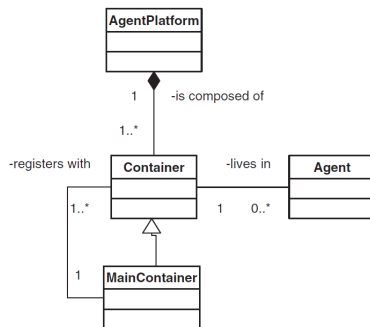 AgentPlatform
1
-is composed of
1..*
-registers with
Container
-lives in
Agent
1..*
1
0..*
1
MainContainer